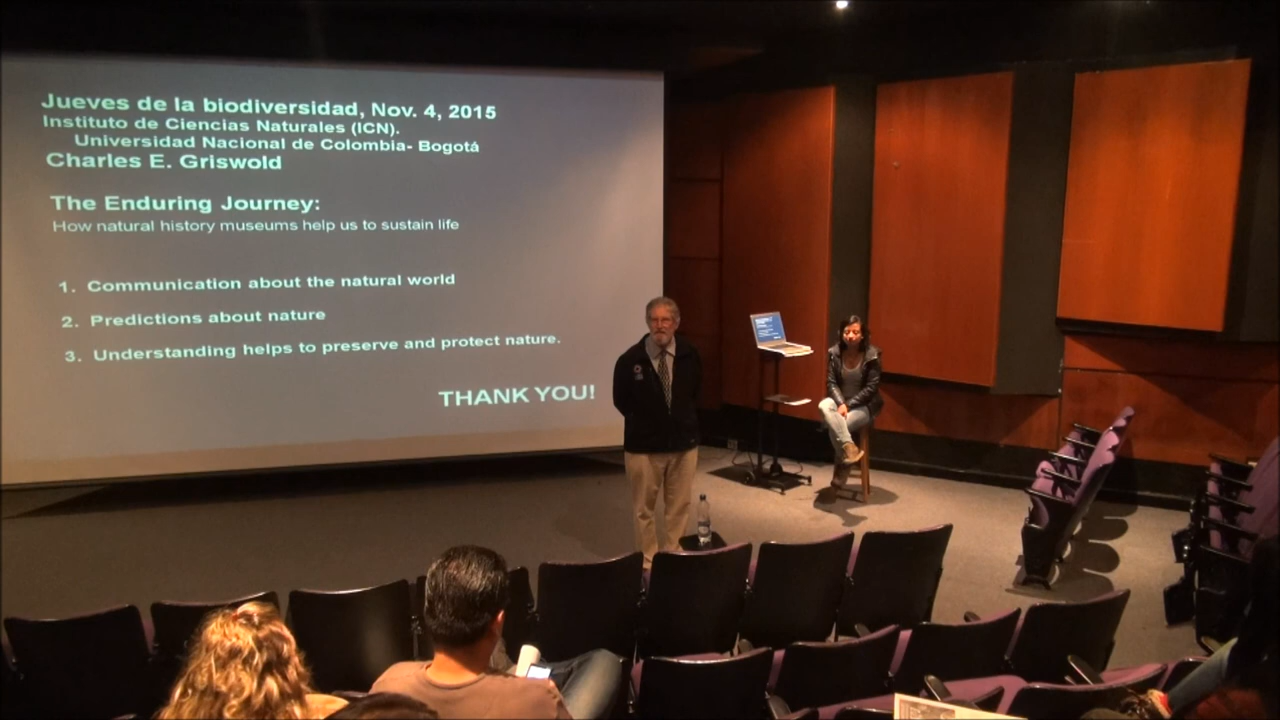 Jueves de la biodiversidad, Nov. 4, 2015
Instituto de Ciencias Naturales (ICN).
Universidad Nacional de Colombia- Bogotá
Charles E. Griswold
The Enduring Journey:
How natural history museums help us to sustain life
1. Communication about the natural world
2. Predictions about nature
3. Understanding helps to preserve and protect nature.
THANK YOU!